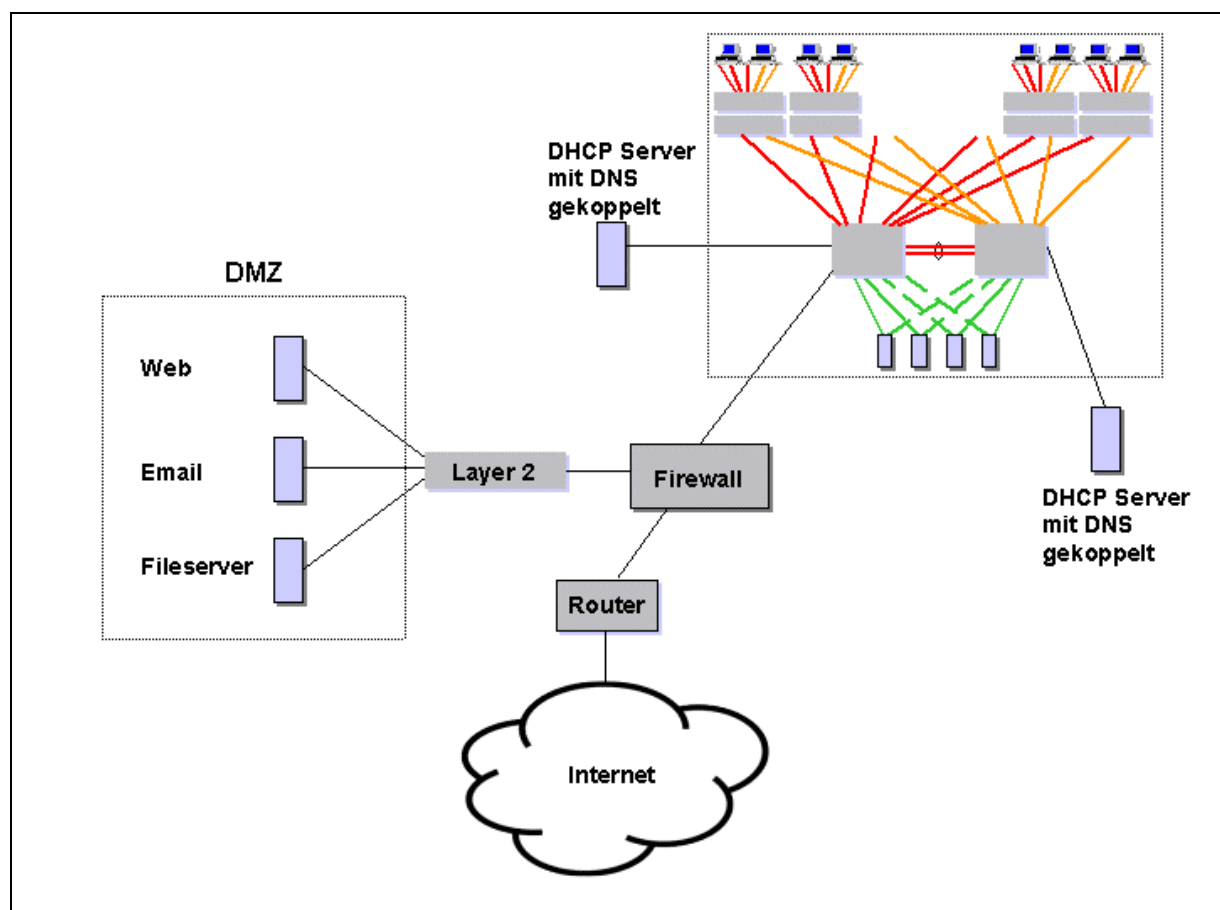 DHCP Server
mit DNS
gekoppelt
DMZ
Web
Email
Fileserver
Layer 2
Firewall
DHCP Server
mit DNS
gekoppelt
Router
Internet